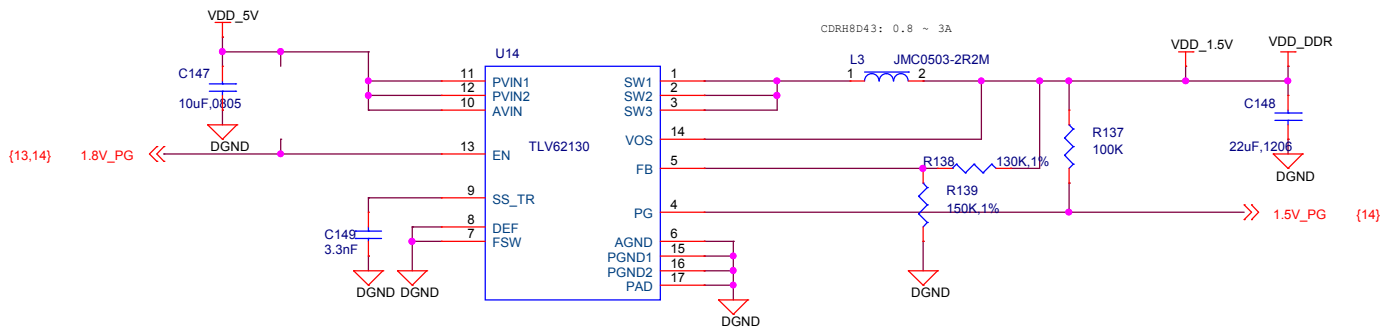 VDD_5V
CDRH8D43: 0.8 ~ 3A
VDD_1.5V
VDD_DDR
U14
L3
JMC0503-2R2M
C147
10uF,0805
DGND
11
PVIN1
12
PVIN2
10
AVIN
SW1
1
SW2
2
SW3
3
1
2
C148
22uF,1206
DGND
VOS
14
R137
100K
{13,14}
1.8V_PG
13
EN
TLV62130
FB
5
R138
130K,1%
R139
150K,1%
9
SS_TR
PG
4
1.5V_PG
{14}
C149
3.3nF
8
DEF
7
FSW
AGND
6
PGND1
15
PGND2
16
PAD
17
DGND
DGND
DGND
DGND